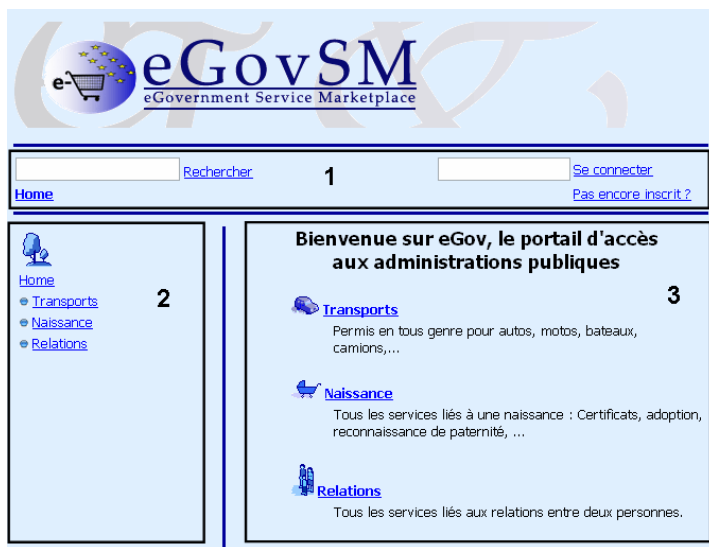 e-
eGovSM
eGovernment Service Marketplace
Rechercher
1
Se connecter
Home
Pas encore inscrit ?
Home
Transports
Naissance
Relations
2
Bienvenue sur eGov, le portail d'accès
aux administrations publiques
3
Transports
Permis en tous genre pour autos, motos, bateaux,
camions,...
Naissance
Tous les services liés à une naissance : Certificats, adoption,
reconnaissance de paternité, ...
Relations
Tous les services liés aux relations entre deux personnes.